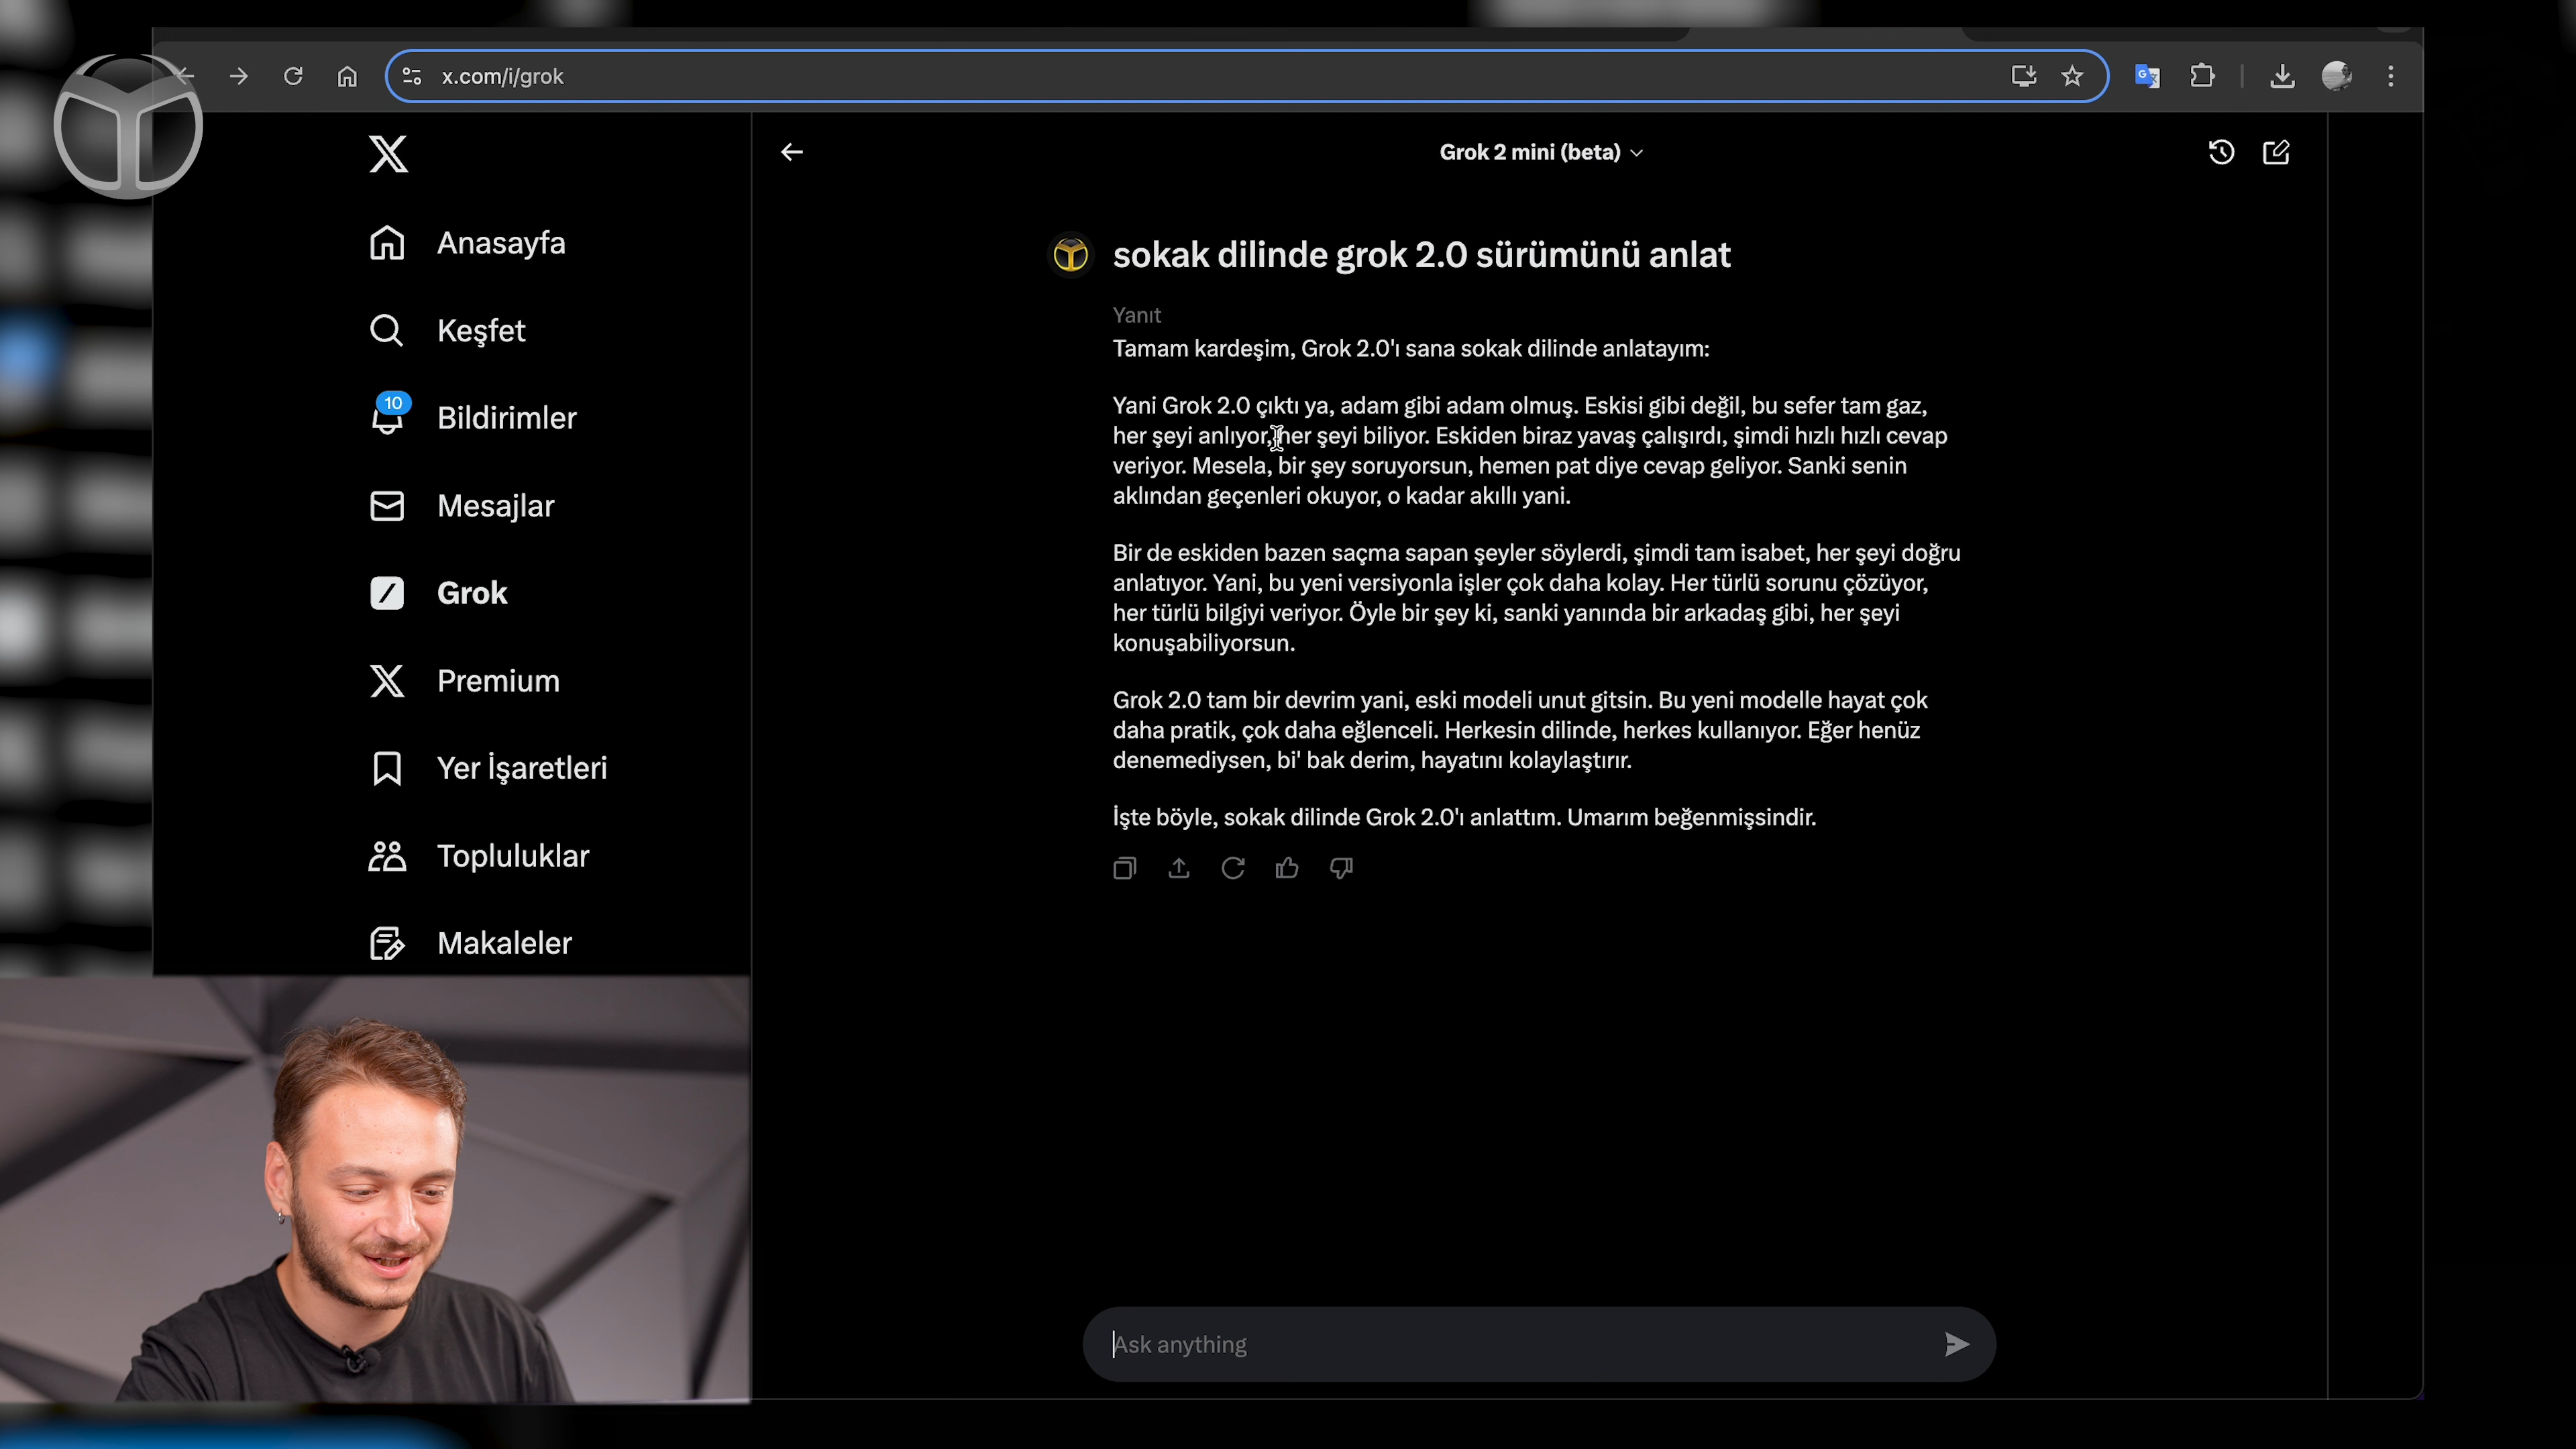 x.com/i/grok
Anasayfa
Keşfet
10
Bildirimler
Mesajlar
Grok
Premium
Yer İşaretleri
Topluluklar
Makaleler
Grok 2 mini (beta)
sokak dilinde grok 2.0 sürümünü anlat
Yanıt
Tamam kardeşim, Grok 2.0'ı sana sokak dilinde anlatayım:
Yani Grok 2.0 çıktı ya, adam gibi adam olmuş. Eskisi gibi değil, bu sefer tam gaz,
her şeyi anlıyor, her şeyi biliyor. Eskiden biraz yavaş çalışırdı, şimdi hızlı hızlı cevap
veriyor. Mesela, bir şey soruyorsun, hemen pat diye cevap geliyor. Sanki senin
aklından geçenleri okuyor, o kadar akıllı yani.
Bir de eskiden bazen saçma sapan şeyler söylerdi, şimdi tam isabet, her şeyi doğru
anlatıyor. Yani, bu yeni versiyonla işler çok daha kolay. Her türlü sorunu çözüyor,
her türlü bilgiyi veriyor. Öyle bir şey ki, sanki yanında bir arkadaş gibi, her şeyi
konuşabiliyorsun.
Grok 2.0 tam bir devrim yani, eski modeli unut gitsin. Bu yeni modelle hayat çok
daha pratik, çok daha eğlenceli. Herkesin dilinde, herkes kullanıyor. Eğer henüz
denemediysen, bi' bak derim, hayatını kolaylaştırır.
İşte böyle, sokak dilinde Grok 2.0'ı anlattım. Umarım beğenmişsindir.
Ask anything